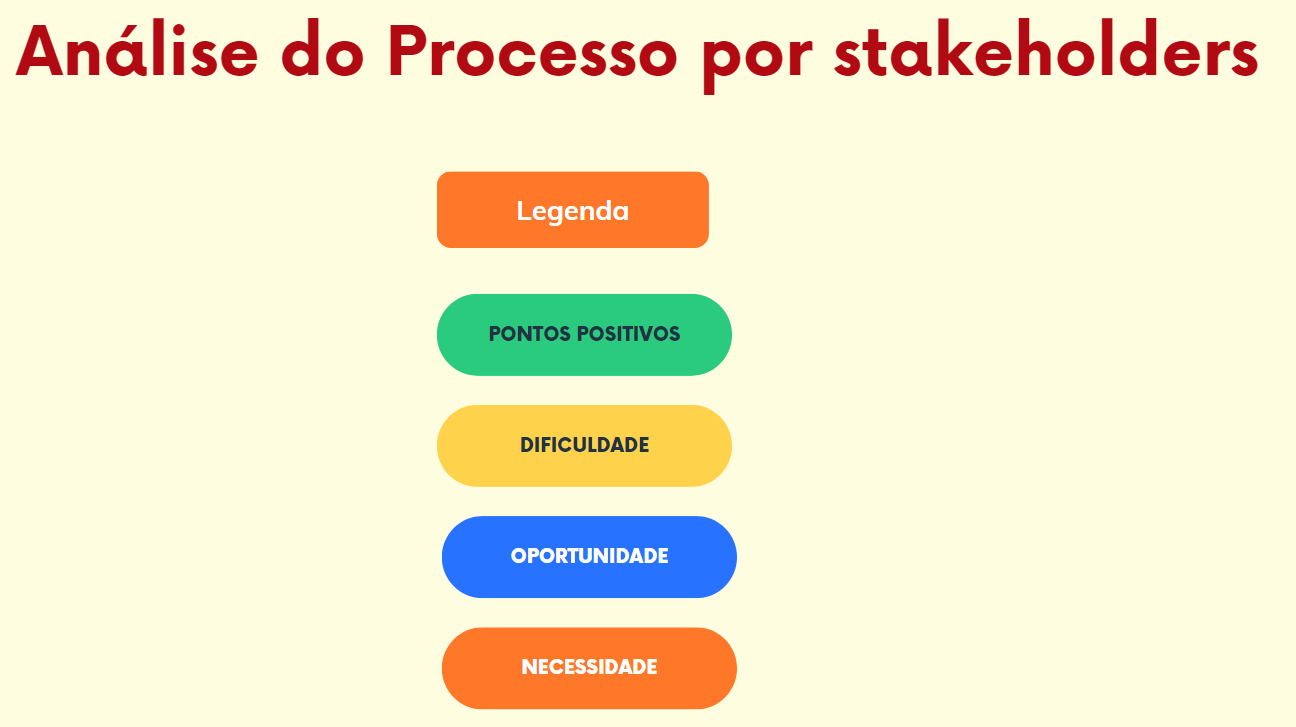 Análise do Processo por stakeholders
Legenda
PONTOS POSITIVOS
DIFICULDADE
OPORTUNIDADE
NECESSIDADE